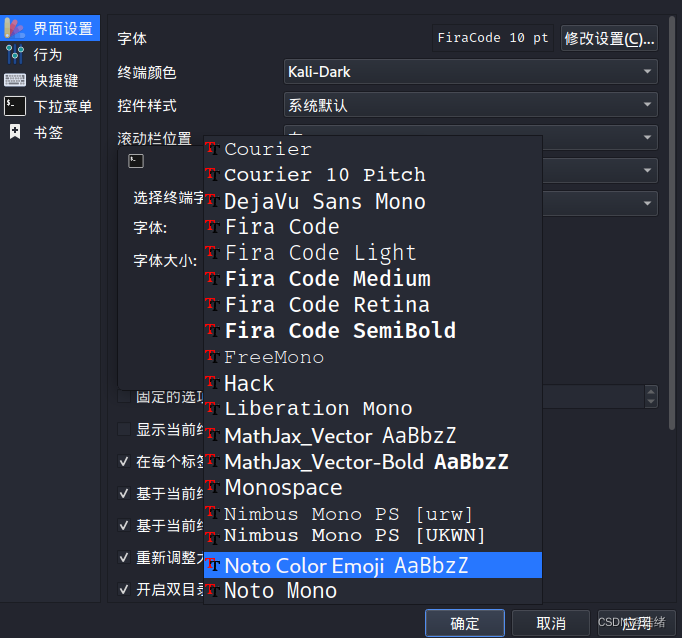 界面设置
行为
快捷键
下拉菜单
书签
字体
FiraCode 10 pt
修改设置(C)...
终端颜色
Kali-Dark
控件样式
系统默认
滚动栏位置
选择终端字
字体:
字体大小:
Courier
Courier 10 Pitch
DejaVu Sans Mono
Fira Code
Fira Code Light
Fira Code Medium
Fira Code Retina
Fira Code SemiBold
FreeMono
Hack
Liberation Mono
MathJax_Vector AaBbzZ
MathJax_Vector-Bold AaBbzZ
Monospace
Nimbus Mono PS [urw]
Nimbus Mono PS [UKWN]
Noto Color Emoji AaBbzZ
Noto Mono
固定的选项
显示当前
在每个标签
基于当前
基于当前
重新调整
开启双目录
确定
取消
应用